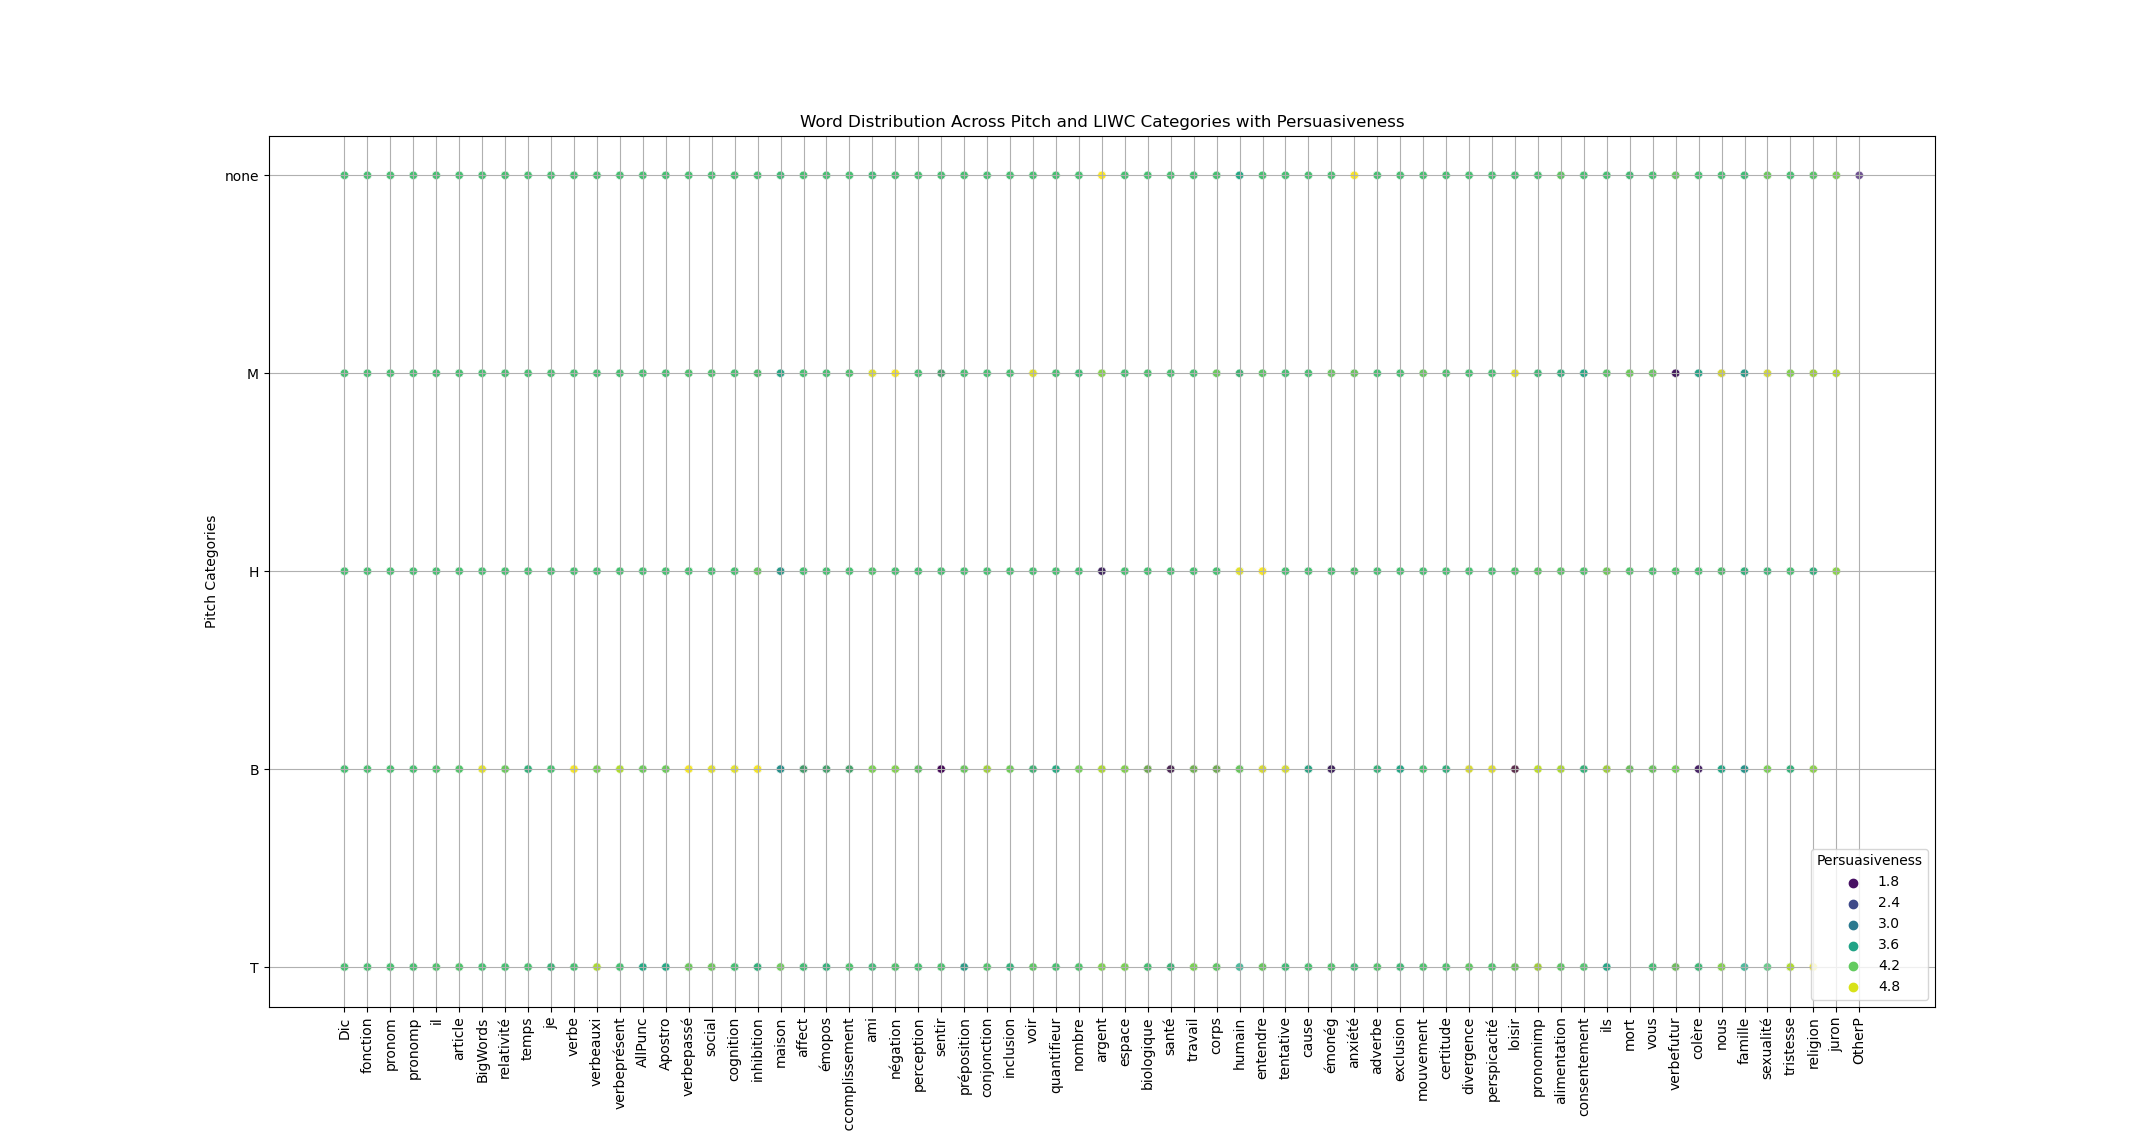 Word Distribution Across Pitch and LIWC Categories with Persuasiveness
none
M
H
B
T
Pitch Categories
Persuasiveness
1.8
2.4
3.0
3.6
4.2
4.8
Dic
fonction
pronom
pronomp
il
article
BigWords
relativité
temps
je
verbe
verbeauxi
verbeprésent
AllPunc
Apostro
verbepassé
social
cognition
inhibition
maison
affect
émopos
ccomplissement
ami
négation
perception
sentir
préposition
conjonction
inclusion
voir
quantifieur
nombre
argent
espace
biologique
santé
travail
corps
humain
entendre
tentative
cause
émonég
anxiété
adverbe
exclusion
mouvement
certitude
divergence
perspicacité
loisir
pronomimp
alimentation
consentement
ils
mort
vous
verbefutur
colère
nous
famille
sexualité
tristesse
religion
juron
OtherP